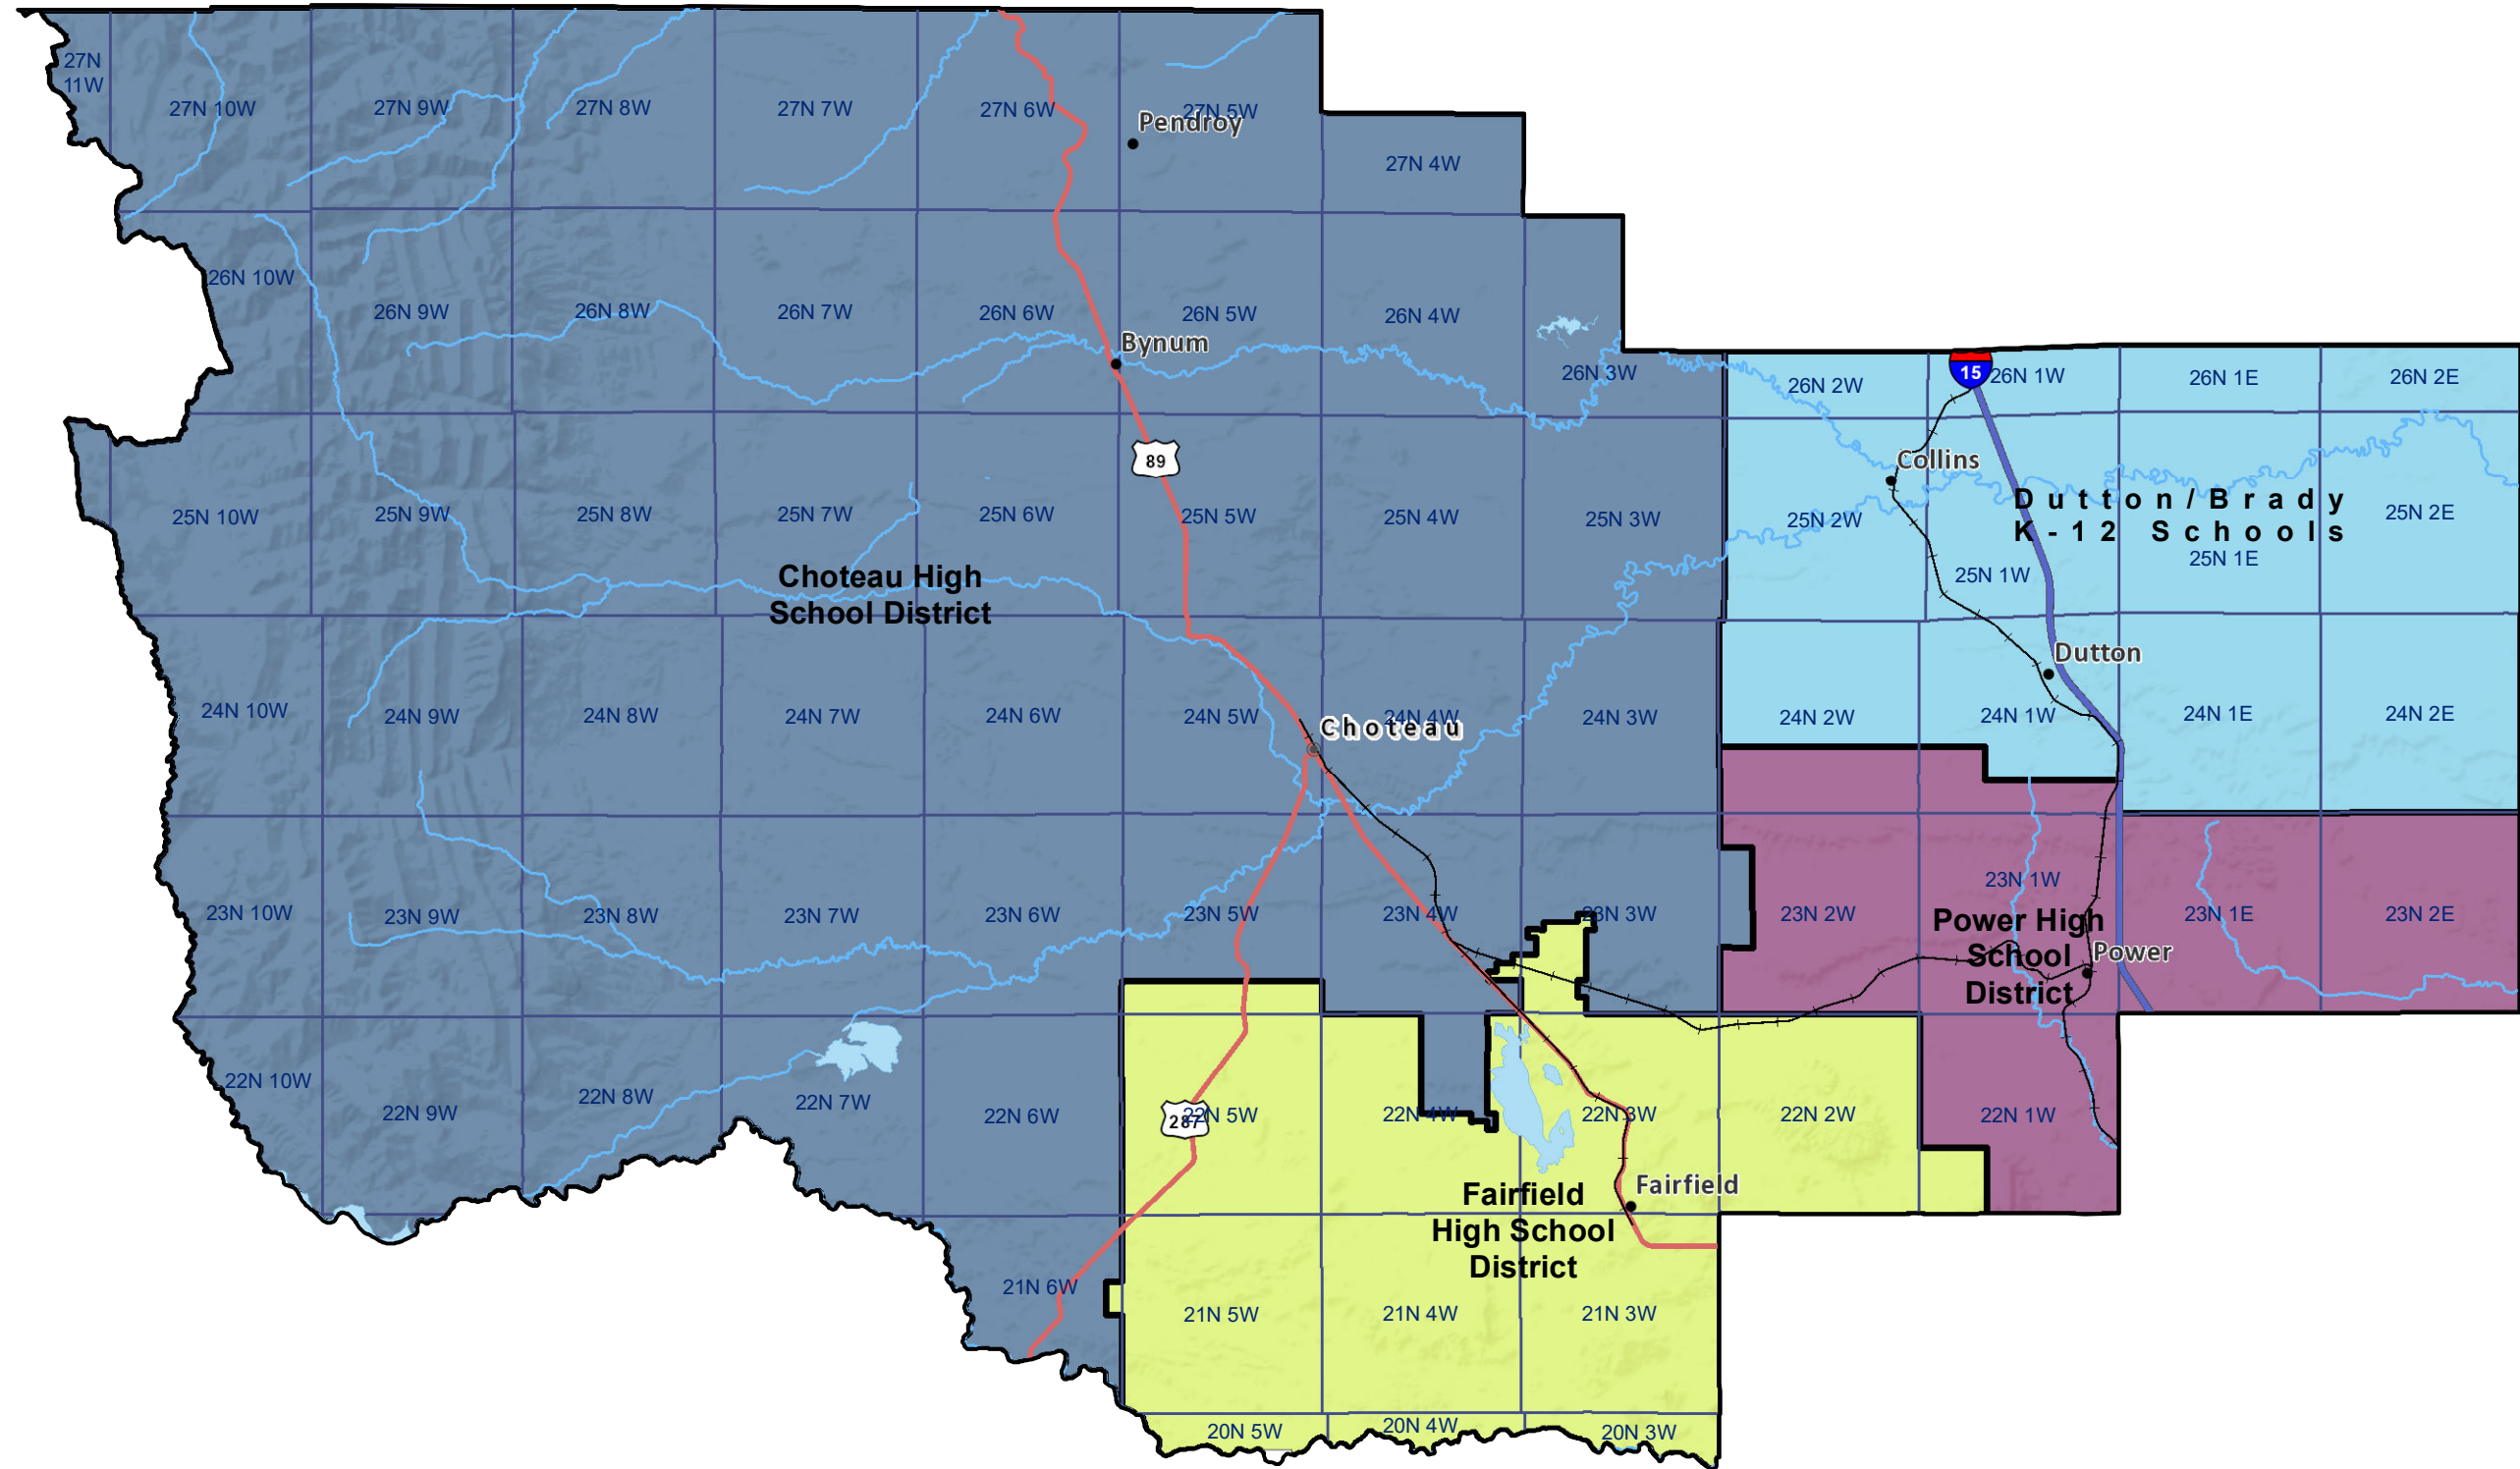 27N
11W
27N 10W
27N 9W
27N 8W
27N 7W
27N 6W
27N 5W
Pendroy
27N 4W
26N 10W
26N 9W
26N 8W
26N 7W
26N 6W
26N 5W
26N 4W
Bynum
26N 3W
26N 2W
15
26N 1W
26N 1E
26N 2E
89
Collins
25N 10W
25N 9W
25N 8W
25N 7W
25N 6W
25N 5W
25N 4W
25N 3W
25N 2W
Dutton/Brady
K-12 Schools
25N 2E
25N 1E
25N 1W
Choteau High
School District
Dutton
24N 10W
24N 9W
24N 8W
24N 7W
24N 6W
24N 5W
24N 4W
Choteau
24N 3W
24N 2W
24N 1W
24N 1E
24N 2E
23N 10W
23N 9W
23N 8W
23N 7W
23N 6W
23N 5W
23N 4W
23N 3W
23N 2W
23N 1W
23N 1E
23N 2E
Power High
School
District
Power
22N 10W
22N 9W
22N 8W
22N 7W
22N 6W
287
22N 5W
22N 4W
22N 3W
22N 2W
22N 1W
Fairfield
High School
District
Fairfield
21N 6W
21N 5W
21N 4W
21N 3W
20N 5W
20N 4W
20N 3W